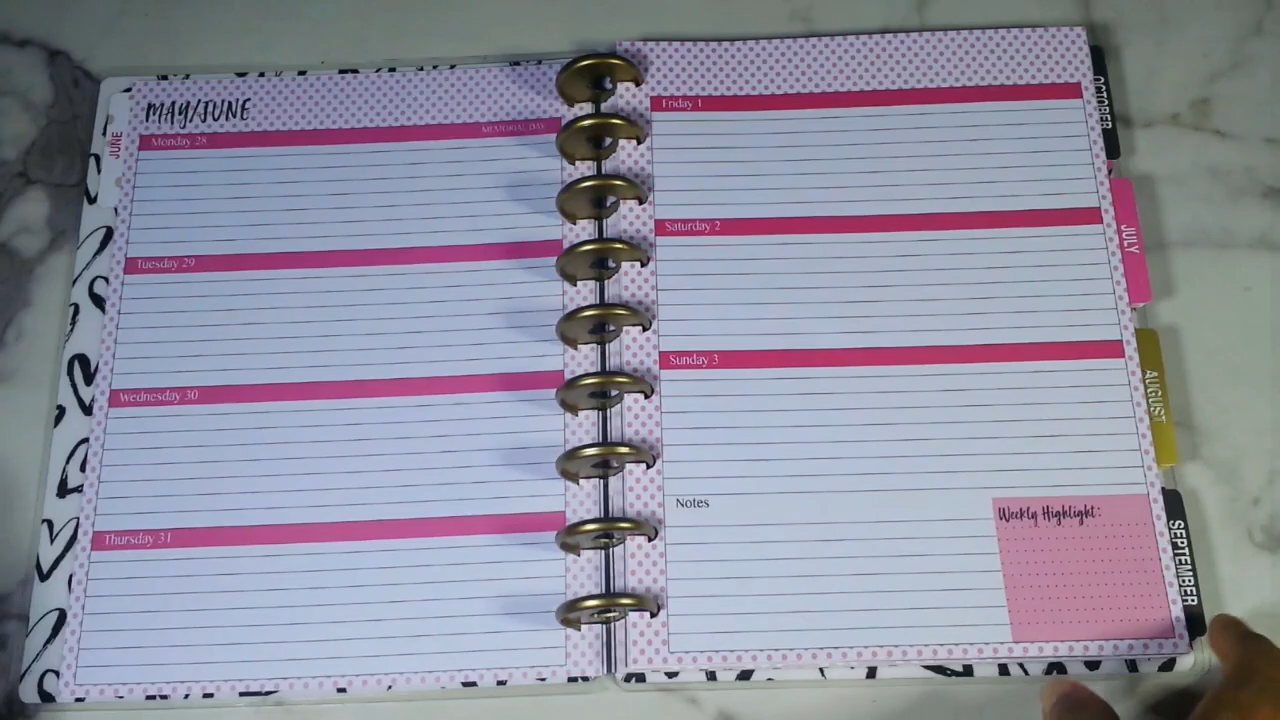 MAY/JUNE
JUNE
MEMORIAL DAY
Monday 28
Tuesday 29
Wednesday 30
Thursday 31
Friday 1
Saturday 2
Sunday 3
Notes
Weekly Highlight:
OCTOBER
JULY
AUGUST
SEPTEMBER